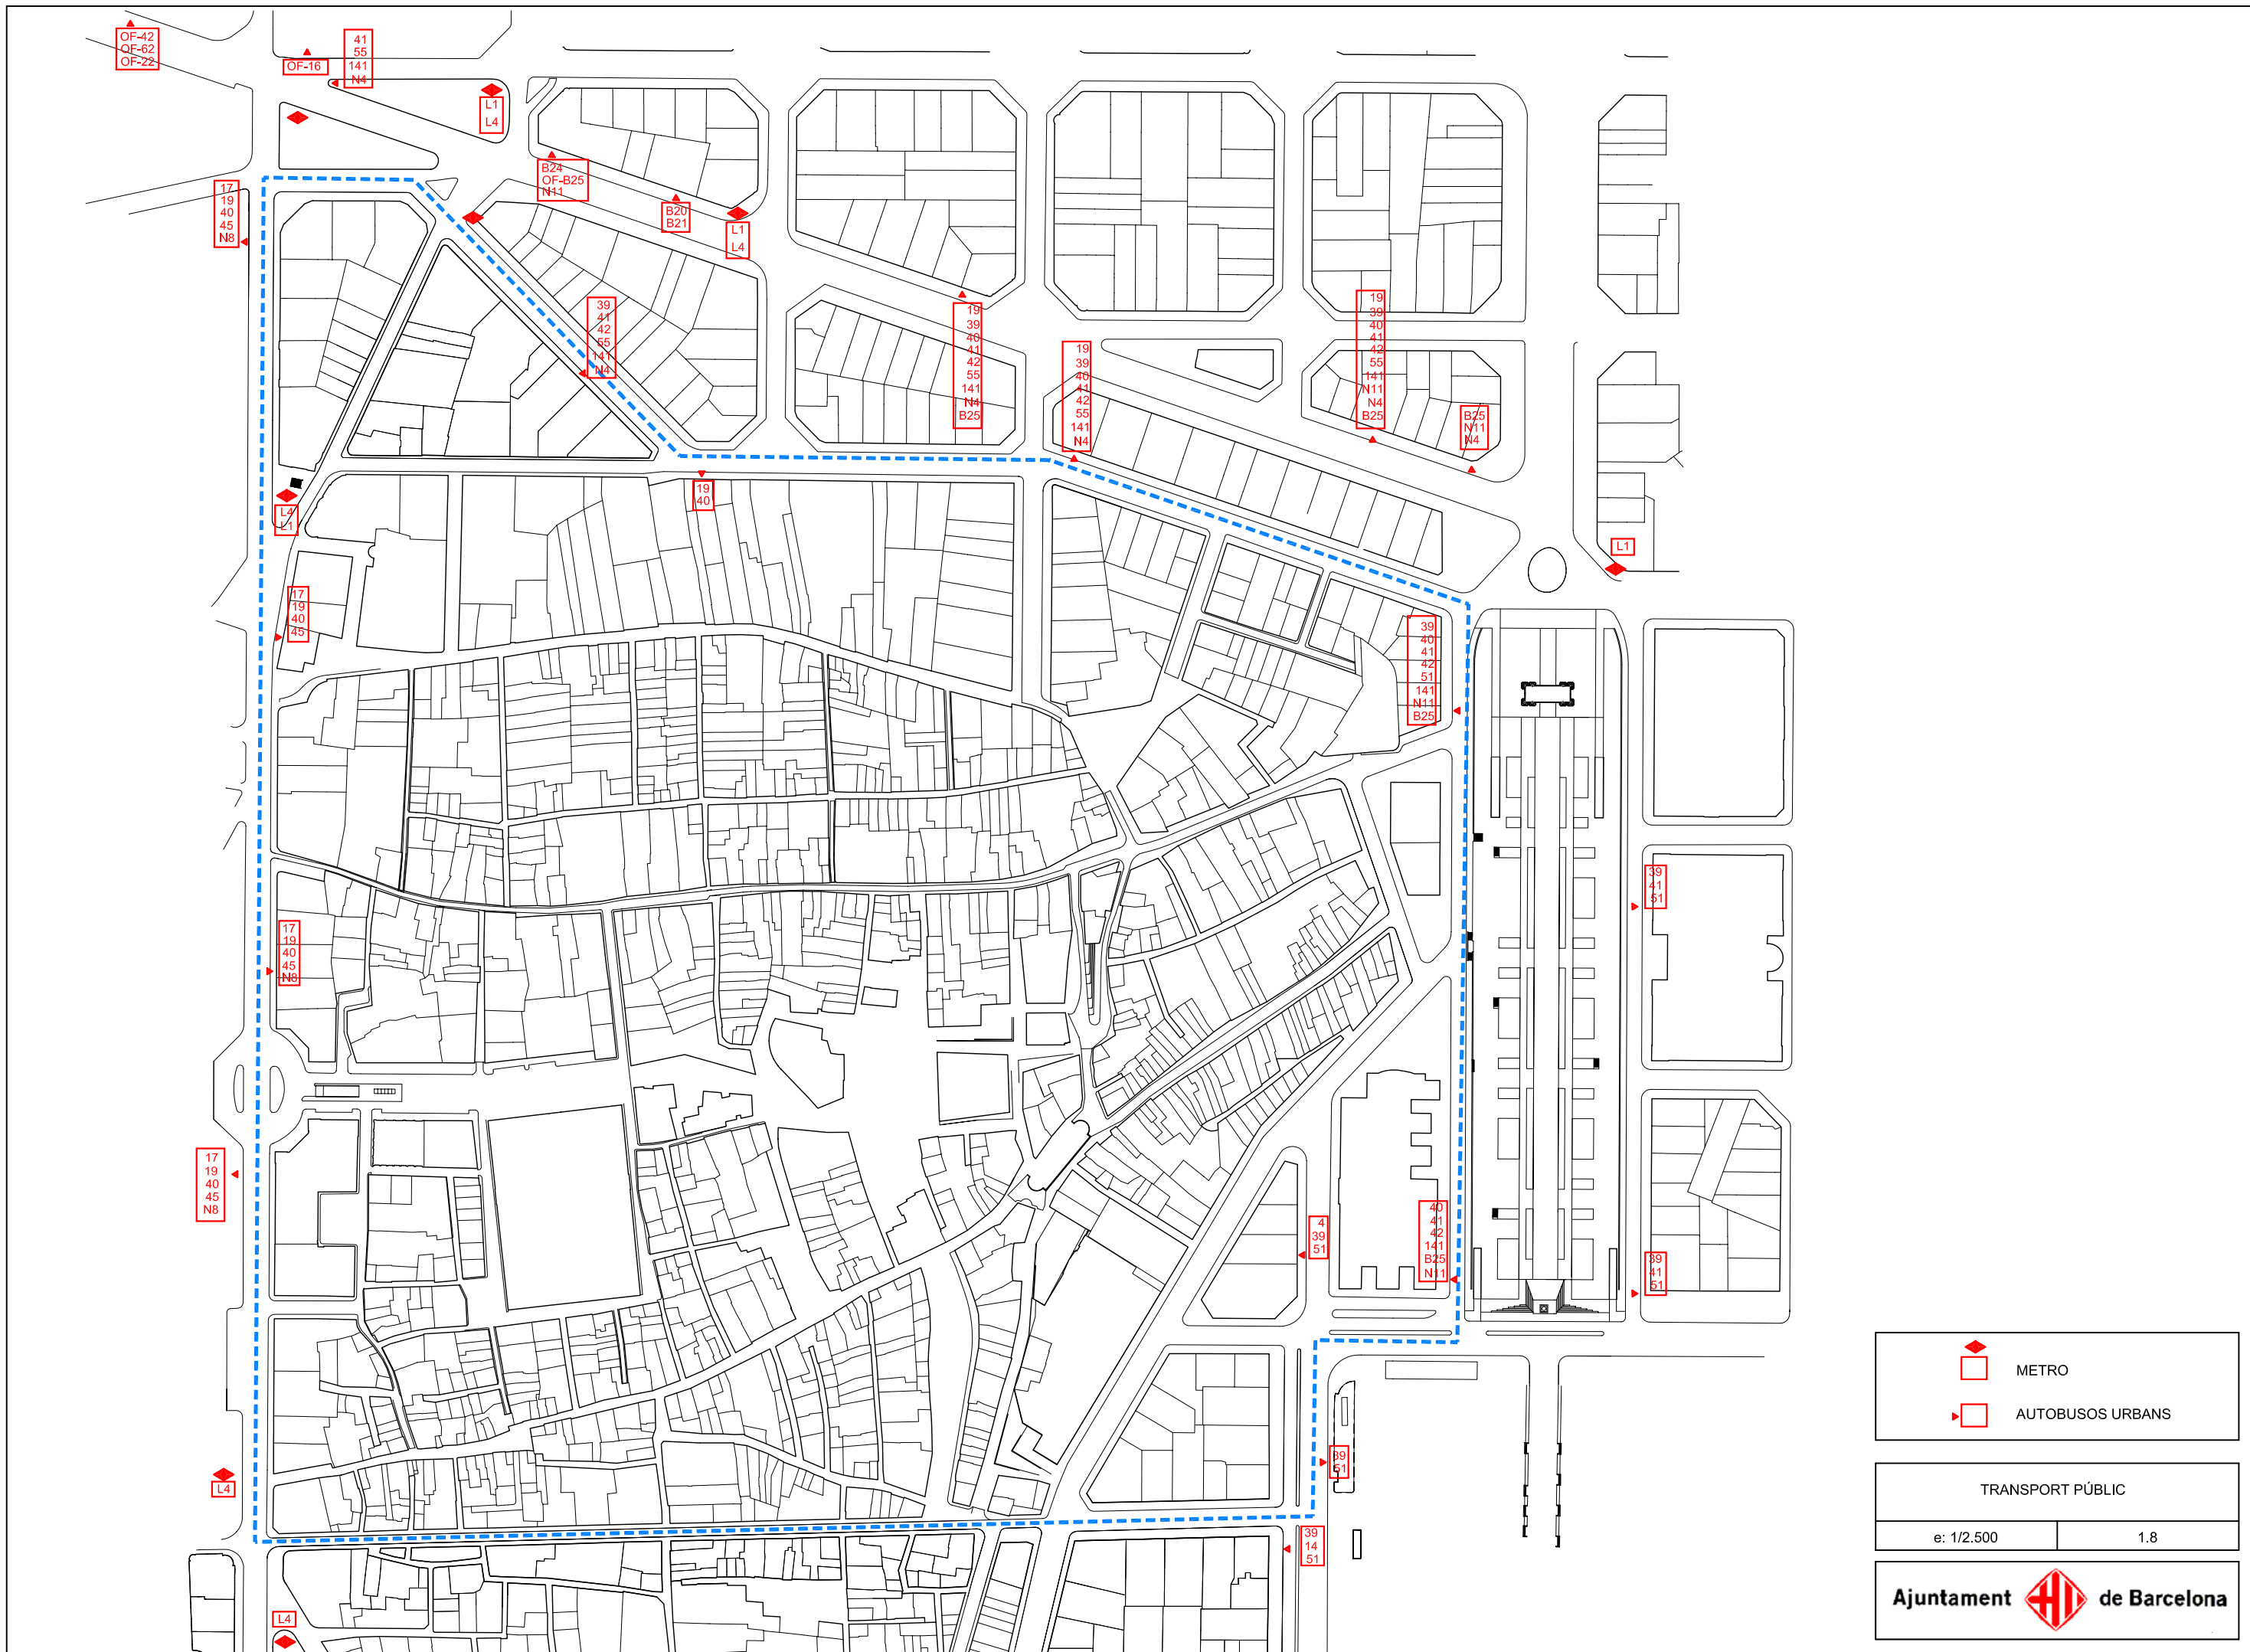 OF-42
OF-62
OF-22
OF-16
41
55
141
N4
L1
L4
B24
OF-B25
N11
B20
B21
L1
L4
17
19
40
45
N8
39
41
42
55
141
N4
19
39
40
41
42
55
141
N4
B25
19
39
40
41
42
55
141
N4
19
39
40
41
42
55
141
N11
N4
B25
B25
N11
N4
19
40
L4
L1
L1
17
19
40
45
39
40
41
42
51
141
N11
B25
39
41
51
17
19
40
45
N8
17
19
40
45
N8
4
39
51
40
41
42
141
B25
N11
39
41
51
39
51
L4
39
14
51
L4
METRO
AUTOBUSOS URBANS
TRANSPORT PÚBLIC
e: 1/2.500
1.8
Ajuntament de Barcelona